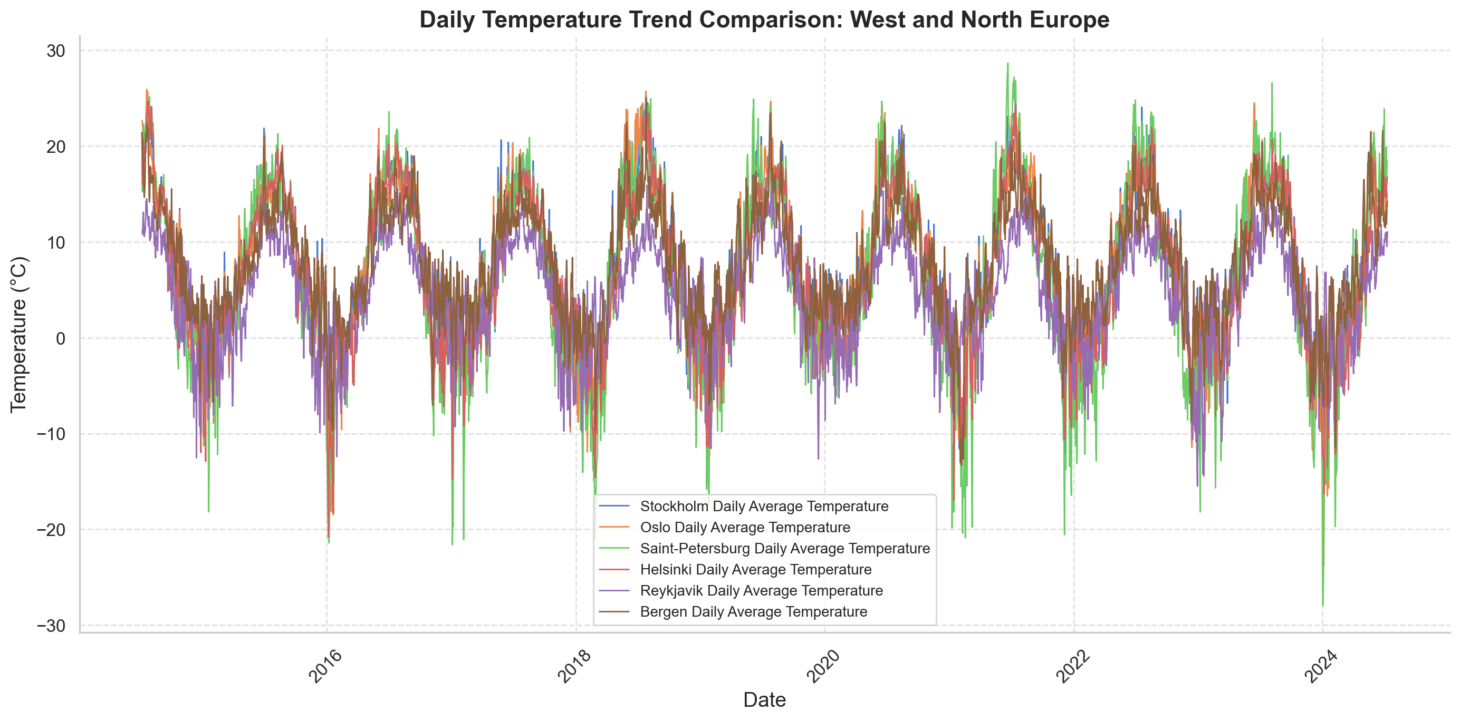 Daily Temperature Trend Comparison: West and North Europe
Temperature (°C)
30
20
10
0
−10
−20
−30
Stockholm Daily Average Temperature
Oslo Daily Average Temperature
Saint-Petersburg Daily Average Temperature
Helsinki Daily Average Temperature
Reykjavik Daily Average Temperature
Bergen Daily Average Temperature
2016
2018
2020
2022
2024
Date